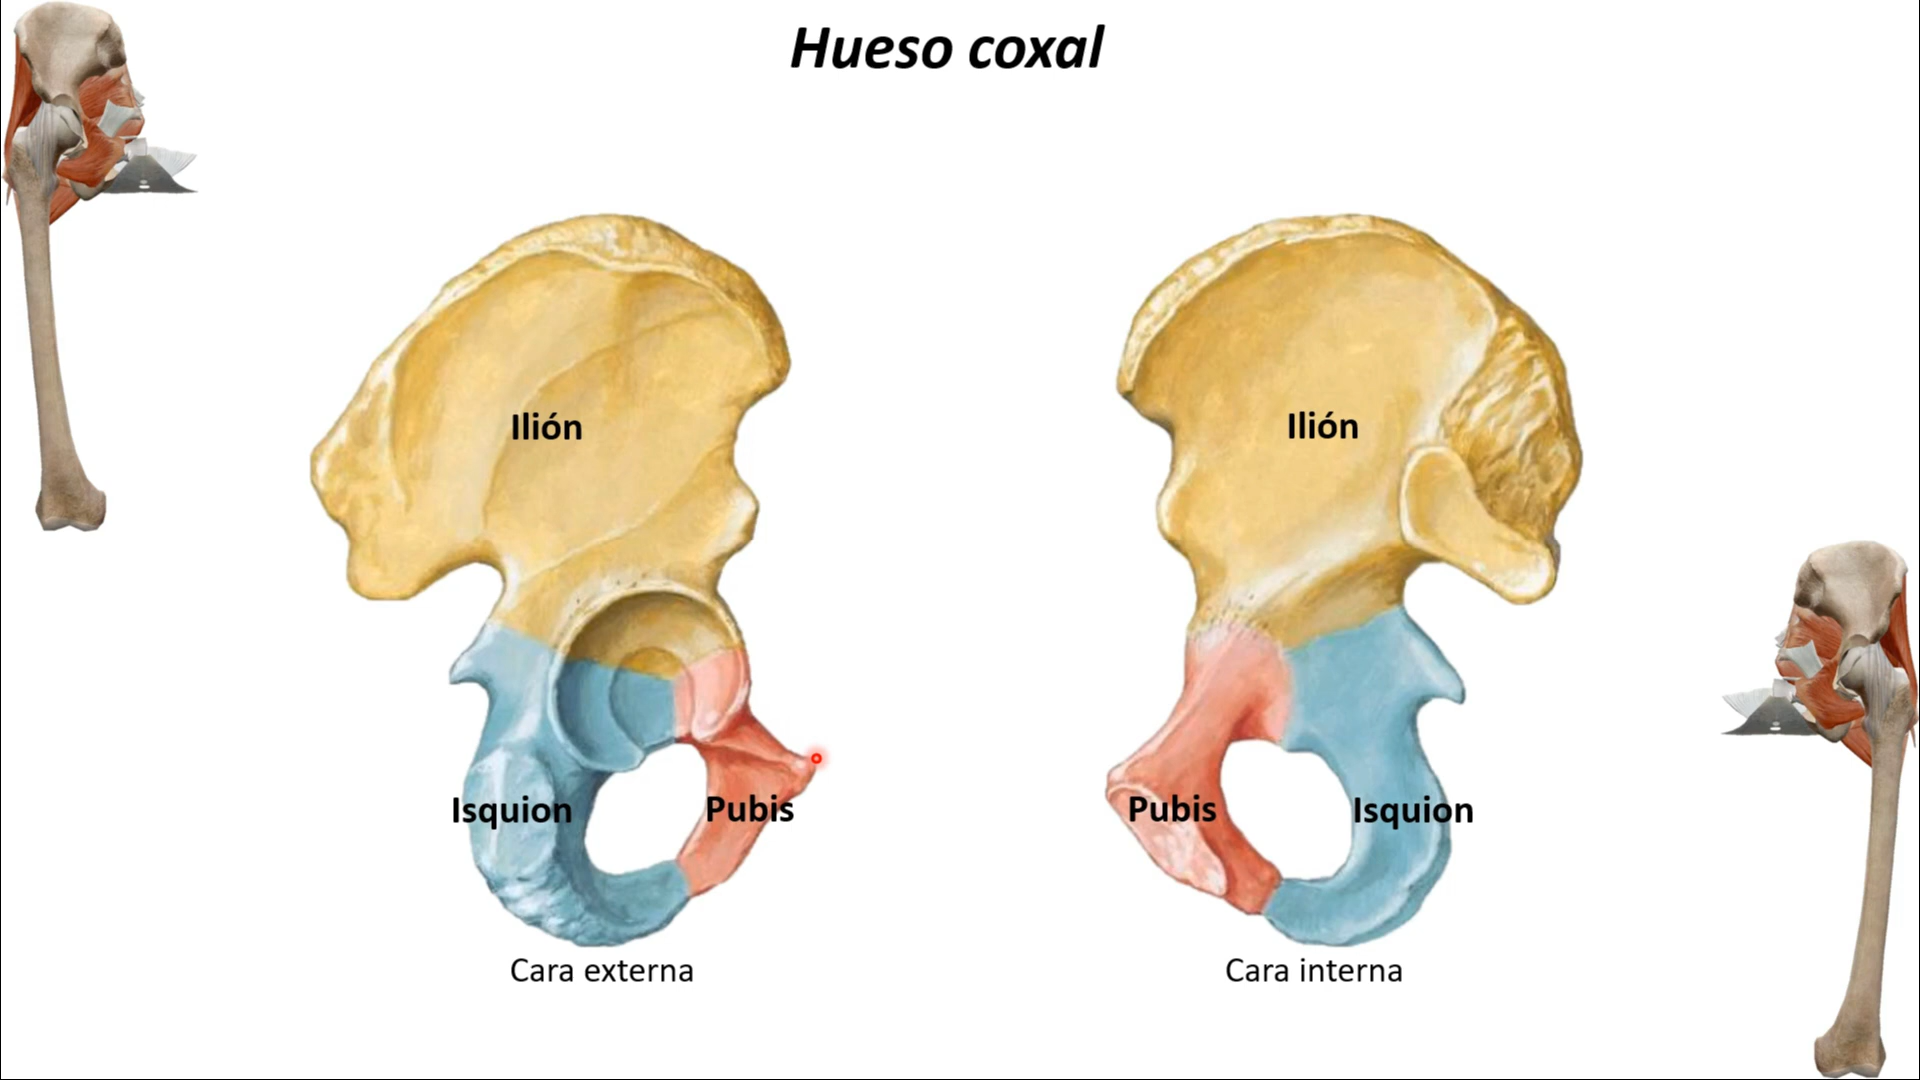 Hueso coxal
Ilión
Ilión
Isquion
Pubis
Pubis
Isquion
Cara externa
Cara interna